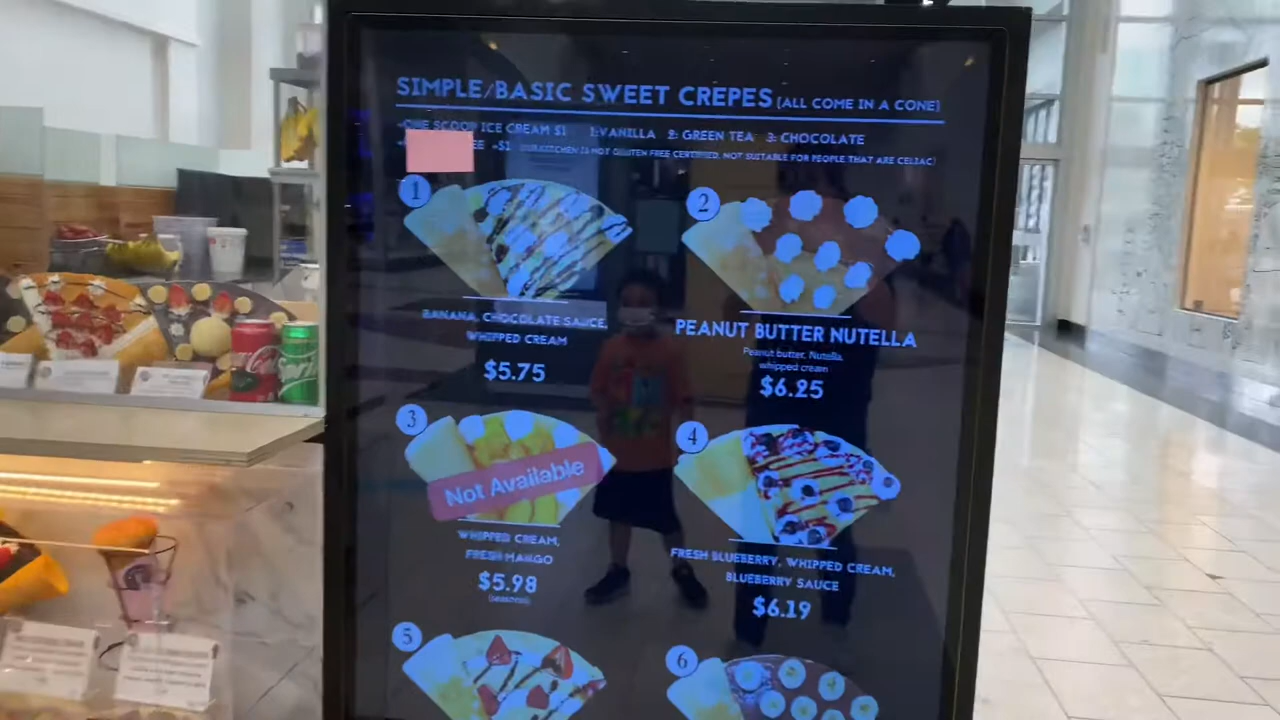 SIMPLE/BASIC SWEET CREPES (ALL COME IN A CONE)
-ONE SCOOP ICE CREAM $1 1:VANILLA 2: GREEN TEA 3: CHOCOLATE
+$1 KITCHEN IS NOT GLUTEN FREE CERTIFIED, NOT SUITABLE FOR PEOPLE THAT ARE CELIAC)
1
2
BANANA, CHOCOLATE SAUCE,
WHIPPED CREAM
$5.75
PEANUT BUTTER NUTELLA
Peanut butter, Nutella,
whipped cream
$6.25
3
4
Not Available
WHIPPED CREAM,
FRESH MANGO
$5.98
(seasonal)
FRESH BLUEBERRY, WHIPPED CREAM,
BLUEBERRY SAUCE
$6.19
5
6